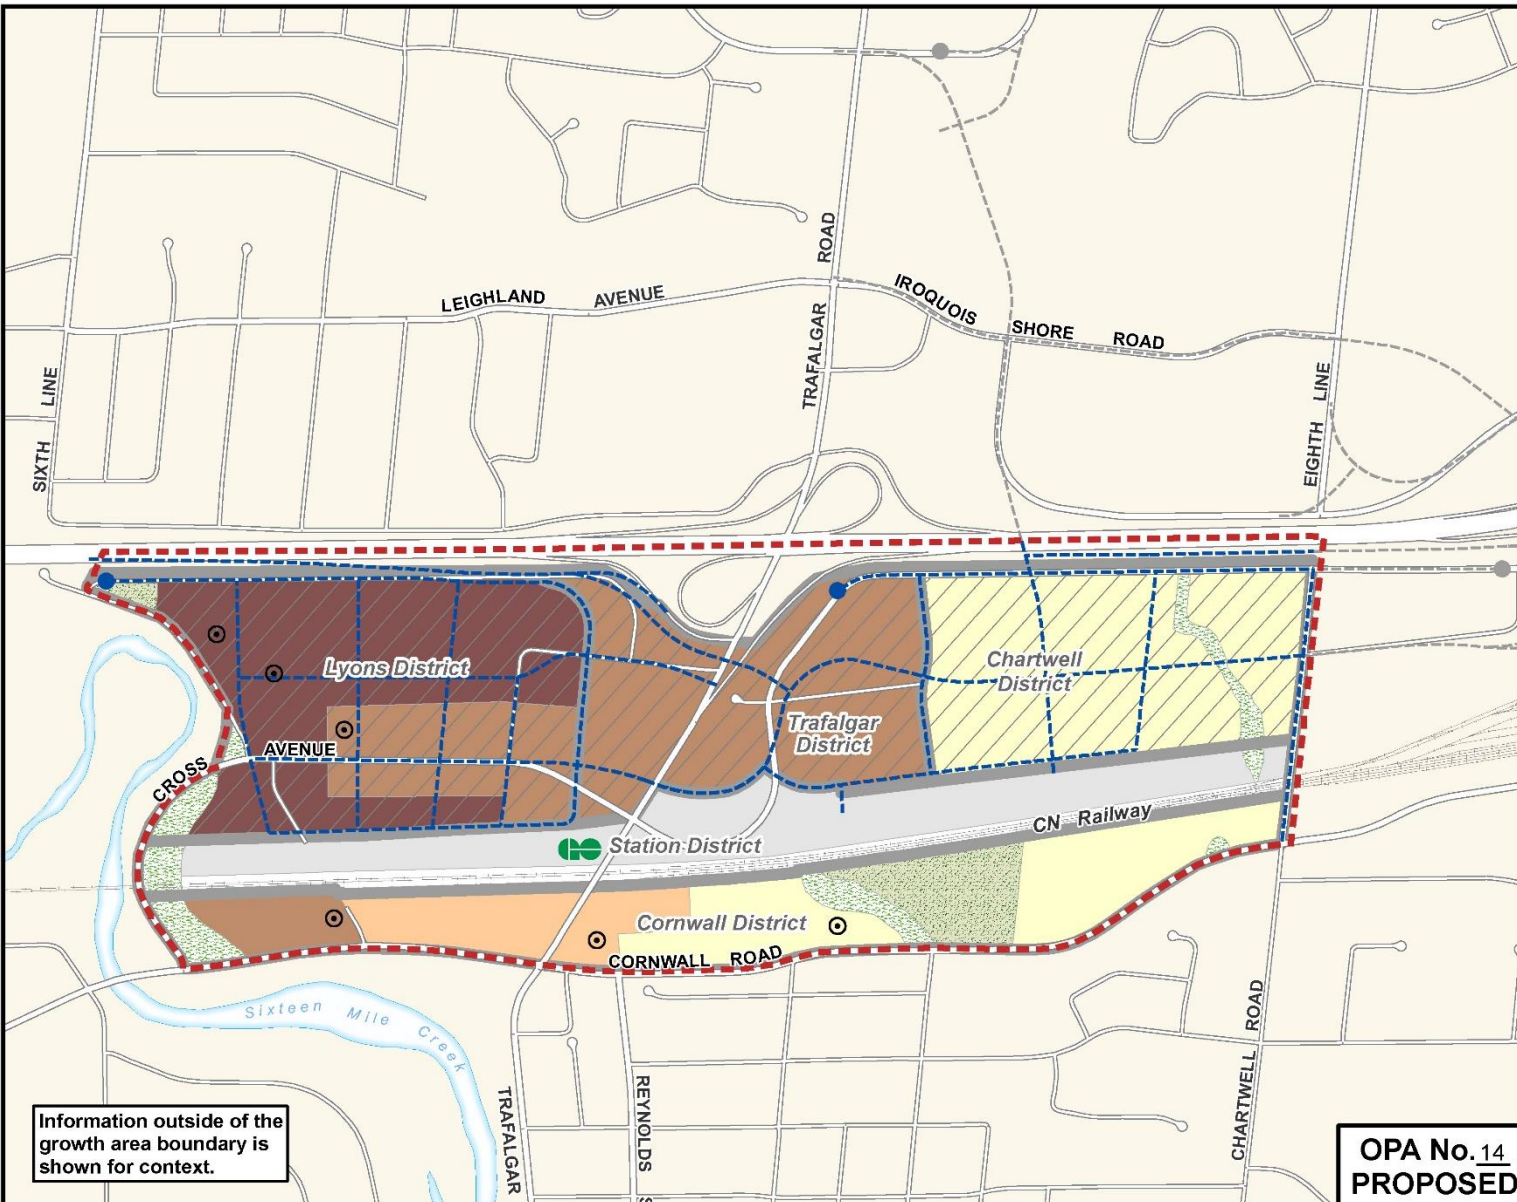 ROAD
TRAFALGAR
LEIGHLAND AVENUE
IROQUOIS SHORE ROAD
SIXTH LINE
EIGHTH LINE
Lyons District
Chartwell
District
Trafalgar
District
CROSS AVENUE
CN Railway
GO Station District
Cornwall District
CORNWALL ROAD
Sixteen Mile Creek
TRAFALGAR
REYNOLDS S
CHARTWELL ROAD
Information outside of the
growth area boundary is
shown for context.
OPA No. 14
PROPOSED